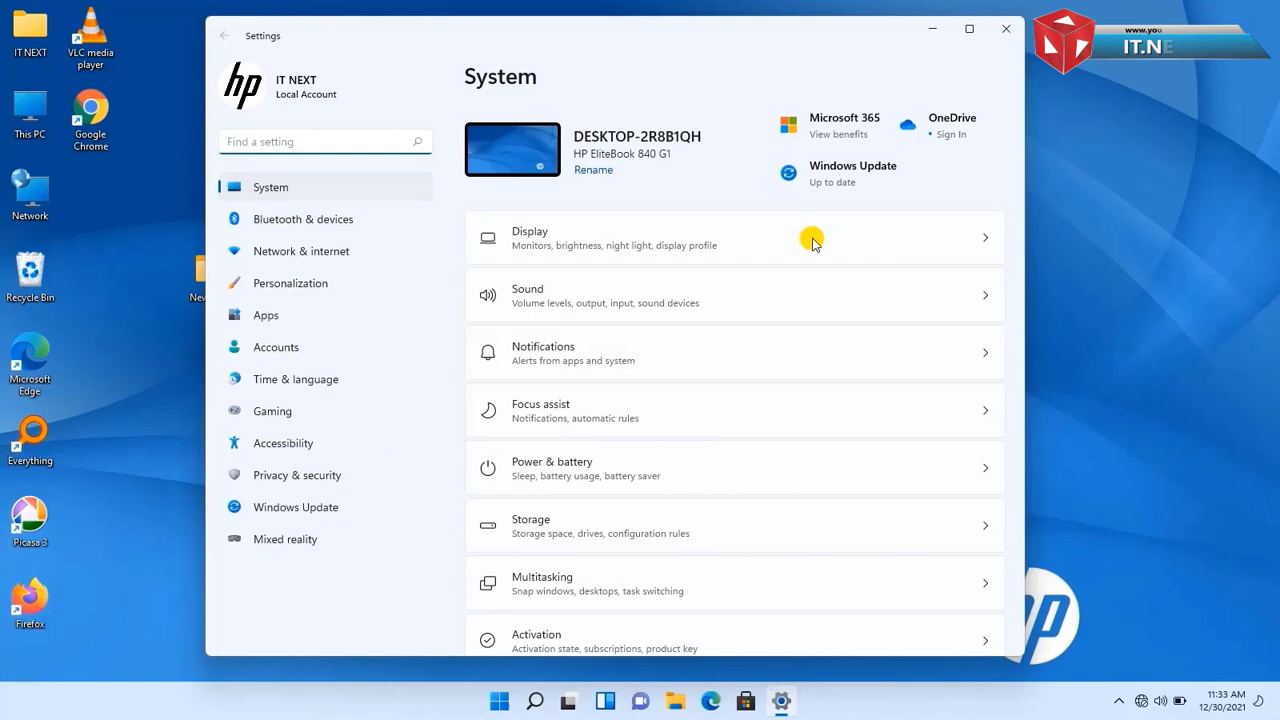 IT NEXT
VLC media
player
This PC
Google
Chrome
Network
Recycle Bin
Microsoft
Edge
Everything
Picasa 3
Firefox
Settings
hp
IT NEXT
Local Account
Find a setting
System
Bluetooth & devices
Network & internet
Personalization
Apps
Accounts
Time & language
Gaming
Accessibility
Privacy & security
Windows Update
Mixed reality
System
DESKTOP-2R8B1QH
HP EliteBook 840 G1
Rename
Microsoft 365
View benefits
OneDrive
• Sign In
Windows Update
Up to date
Display
Monitors, brightness, night light, display profile
Sound
Volume levels, output, input, sound devices
Notifications
Alerts from apps and system
Focus assist
Notifications, automatic rules
Power & battery
Sleep, battery usage, battery saver
Storage
Storage space, drives, configuration rules
Multitasking
Snap windows, desktops, task switching
Activation
Activation state, subscriptions, product key
www.you
IT.NE
11:33 AM
12/30/2021